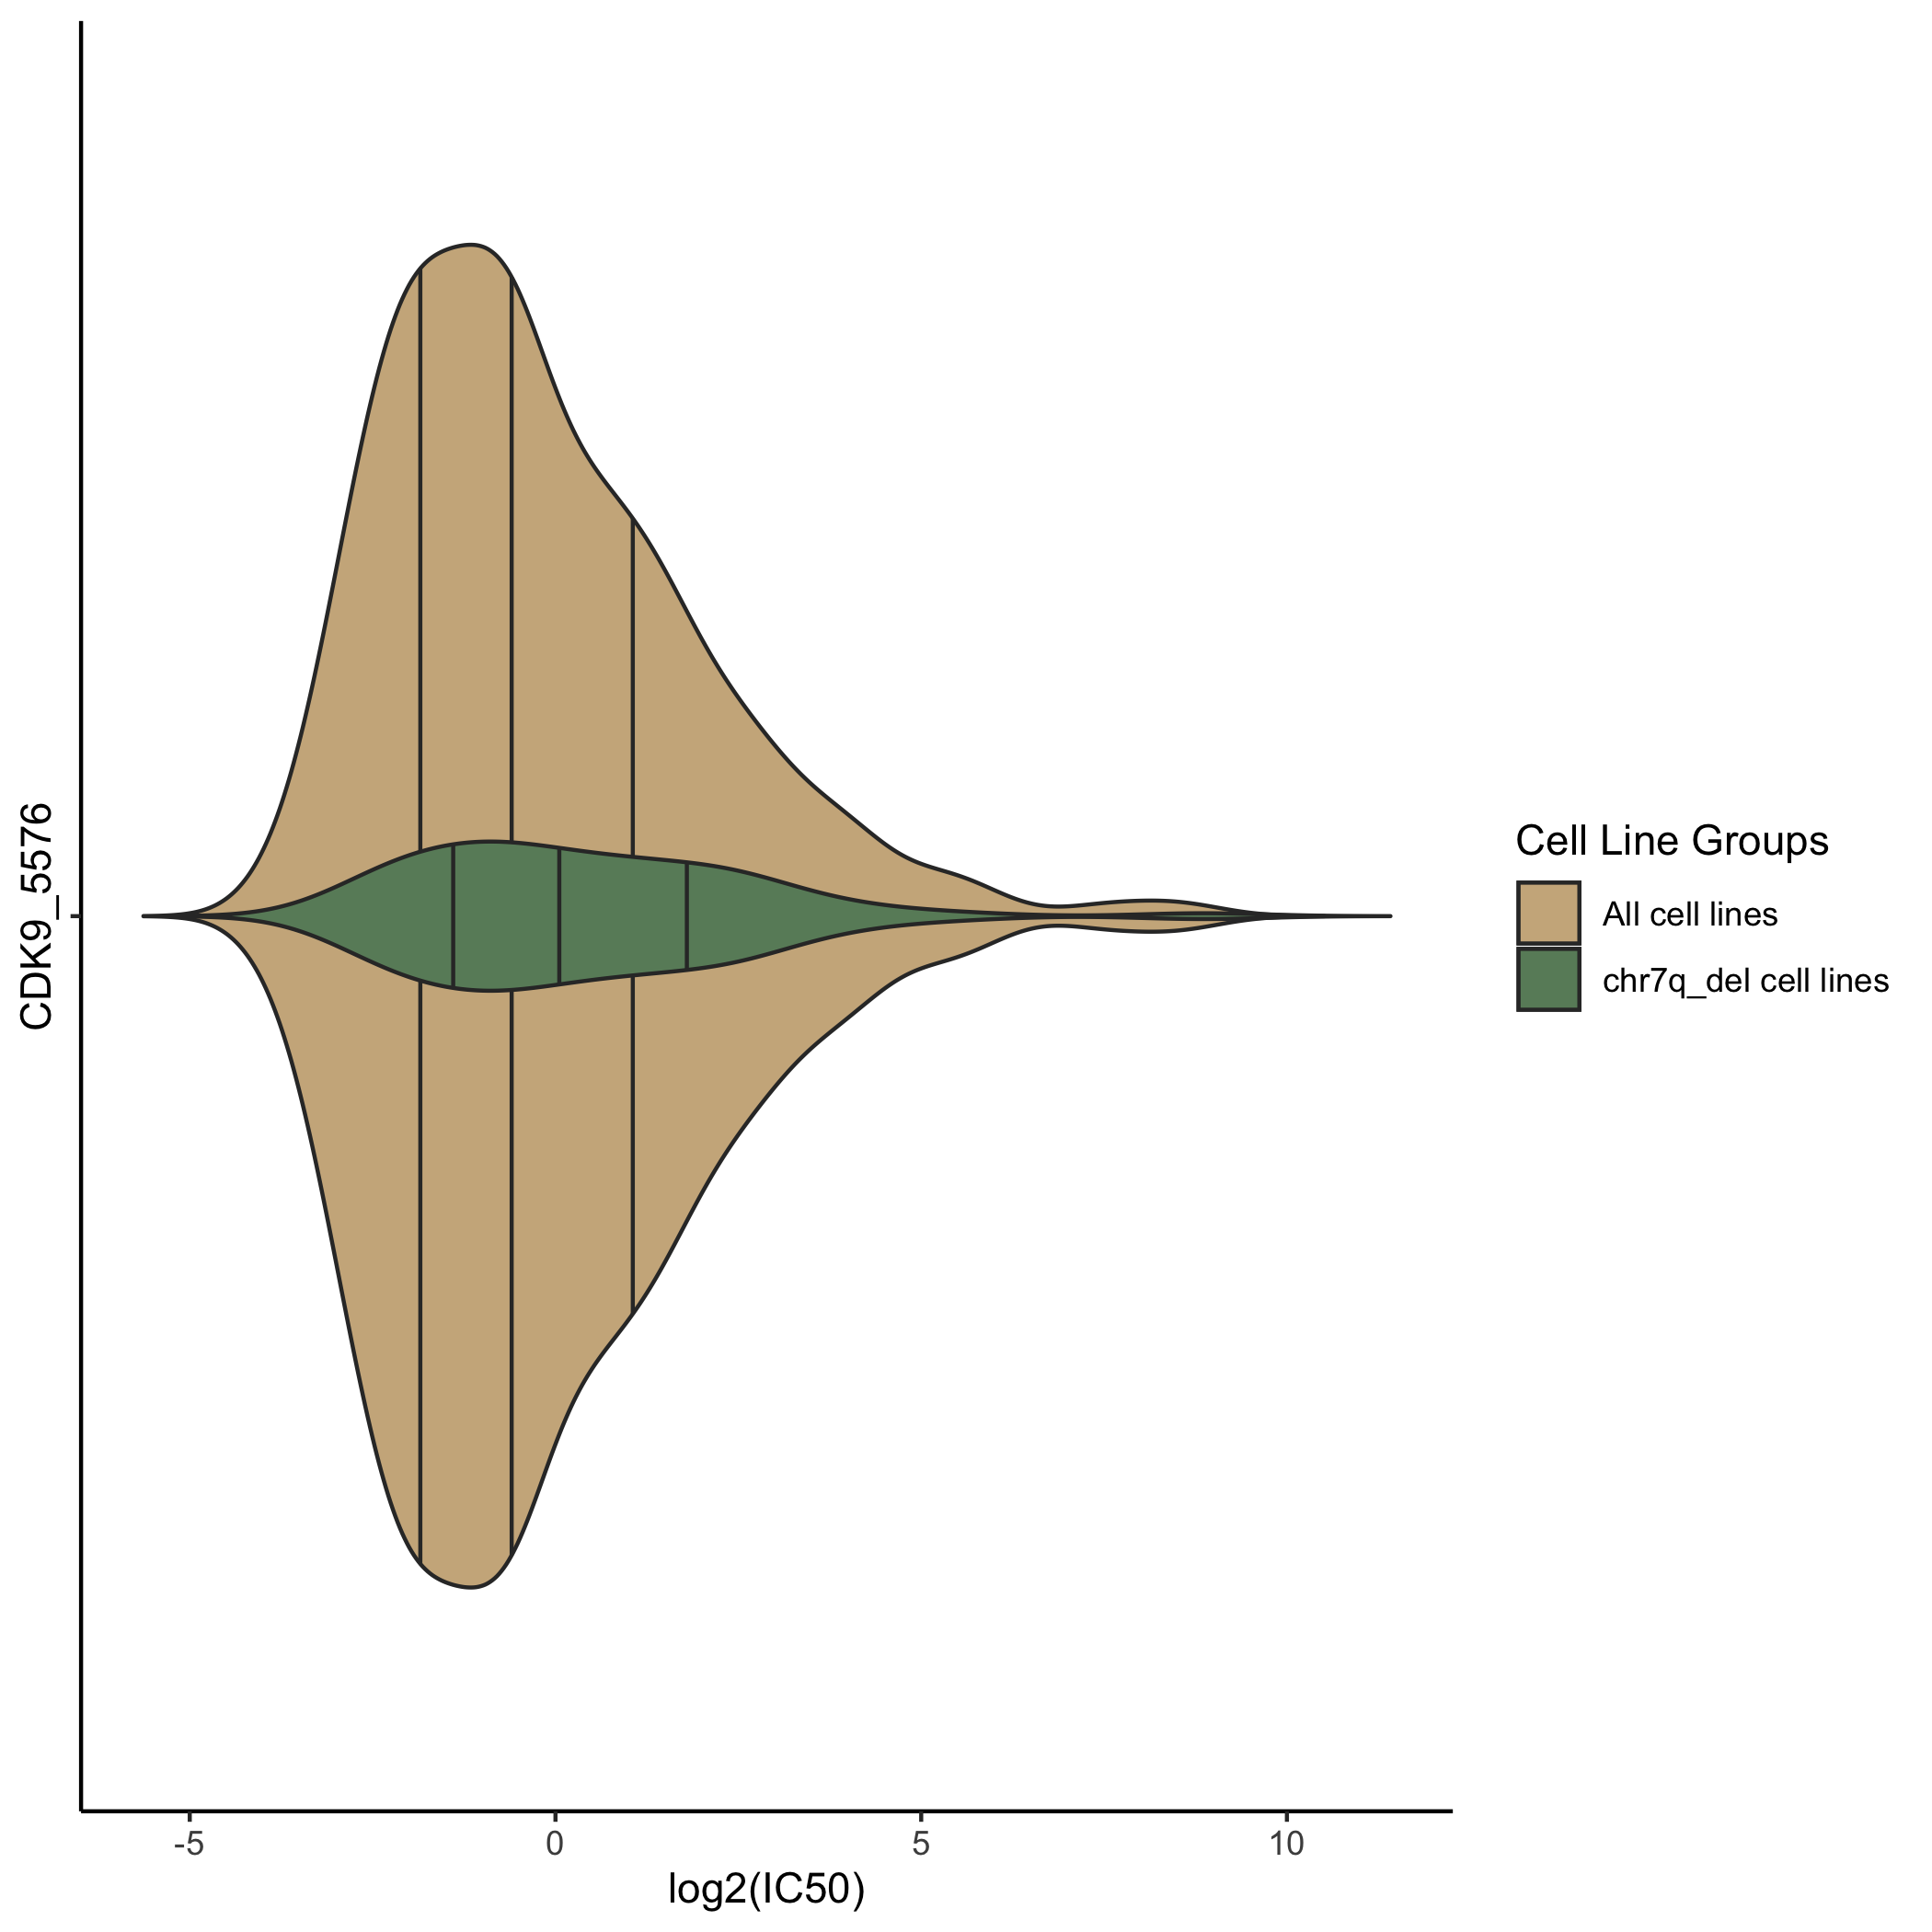 CDK9_5576
-5
0
5
10
log2(IC50)
Cell Line Groups
All cell lines
chr7q_del cell lines